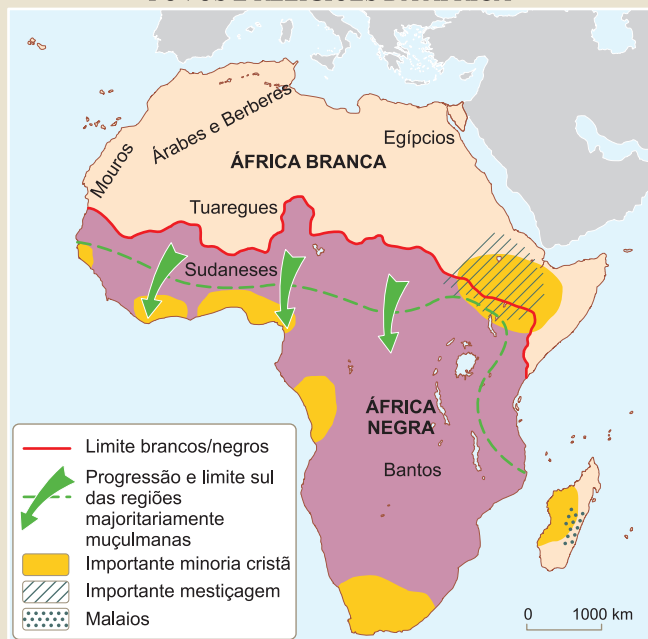 Mouros
Árabes e Berberes
Egípcios
ÁFRICA BRANCA
Tuaregues
Sudaneses
ÁFRICA
NEGRA
Bantos
Limite brancos/negros
Progressão e limite sul
das regiões
majoritariamente
muçulmanas
Importante minoria cristã
Importante mestiçagem
Malaios
0 1000 km